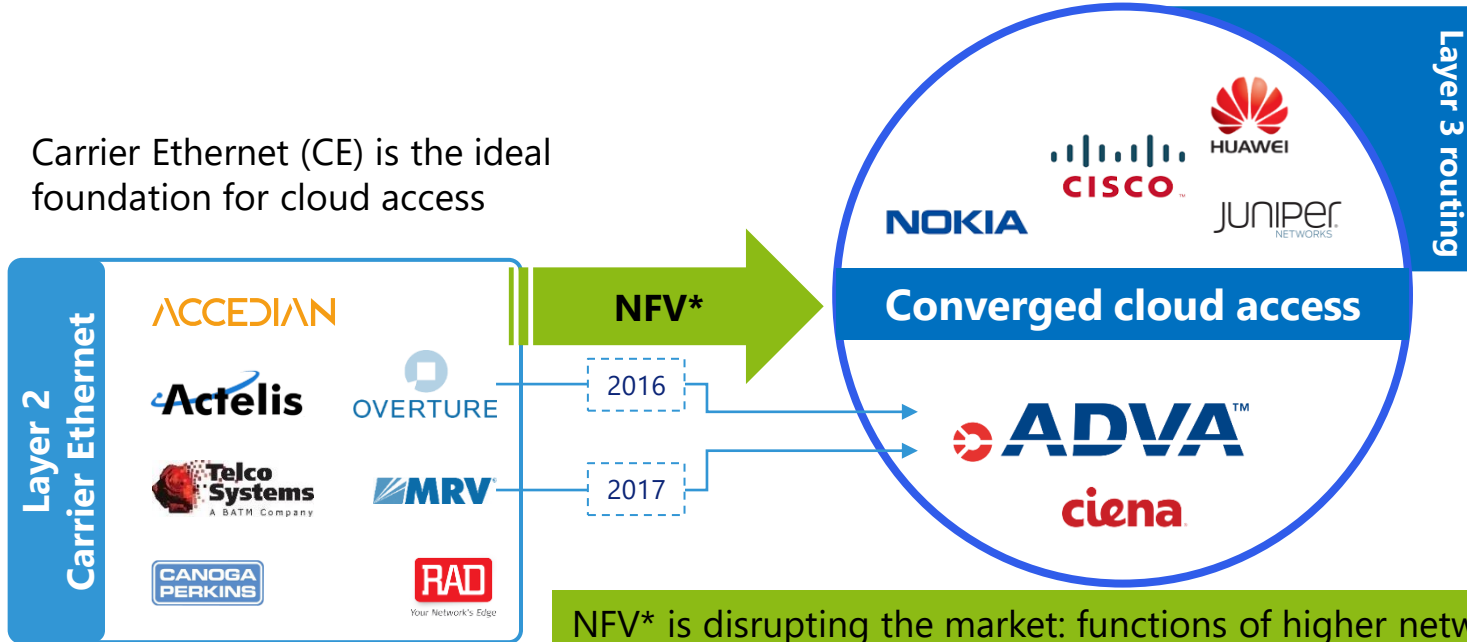 Carrier Ethernet (CE) is the ideal
foundation for cloud access
Layer 2
Carrier Ethernet
ACCEDIAN
Actelis
OVERTURE
Telco
Systems
A BATM Company
MRV
CANOGA
PERKINS
RAD
Your Network's Edge
NFV*
2016
2017
Layer 3 routing
HUAWEI
CISCO™
NOKIA
JUNIPER
NETWORKS
Converged cloud access
ADVA™
ciena
NFV* is disrupting the market: functions of higher netw